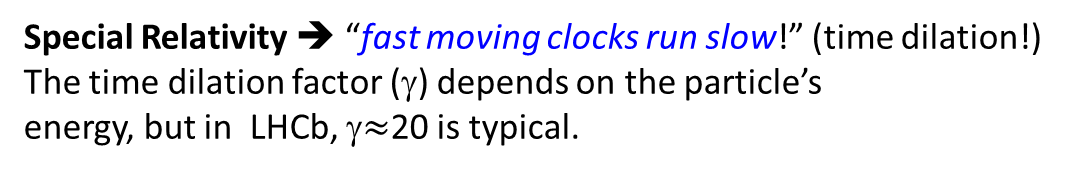 Special Relativity ➔ “fast moving clocks run slow!” (time dilation!)
The time dilation factor (γ) depends on the particle’s
energy, but in  LHCb, γ≈20 is typical.